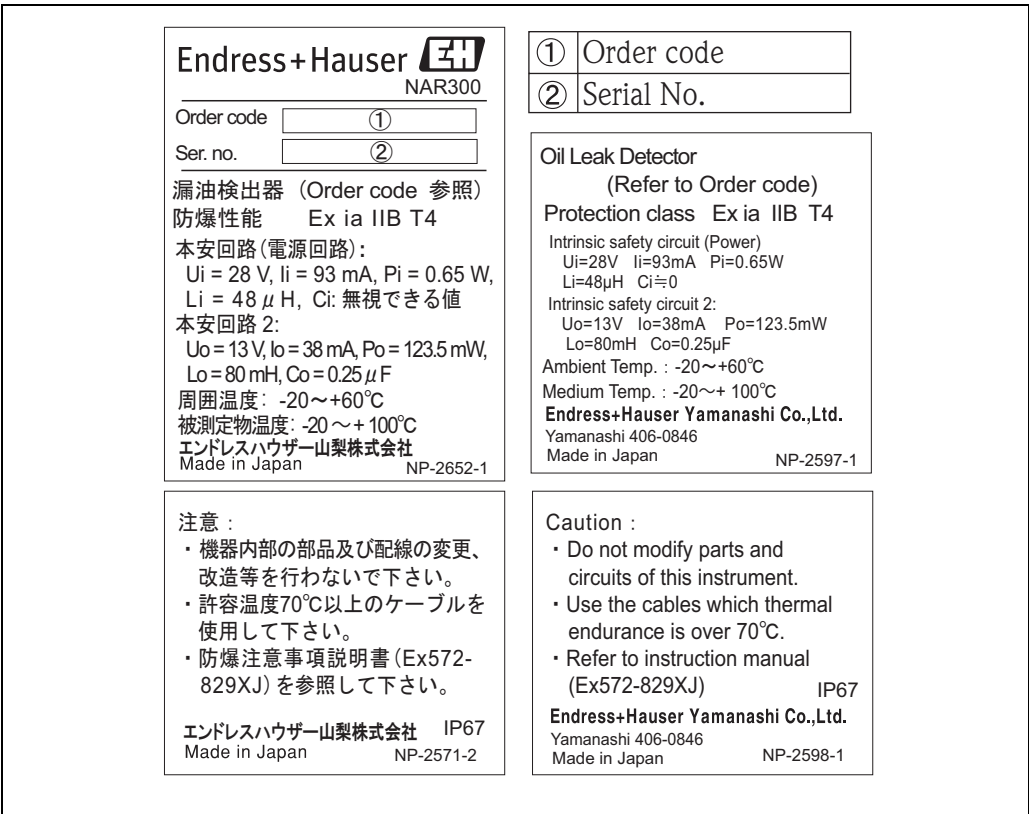 Endress+Hauser EH
NAR300
Order code ①
Ser. no. ②
漏油検出器 (Order code 参照)
防爆性能 Ex ia IIB T4
本安回路(電源回路):
Ui = 28 V, Ii = 93 mA, Pi = 0.65 W,
Li = 48 μ H, Ci: 無視できる値
本安回路 2:
Uo = 13 V, Io = 38 mA, Po = 123.5 mW,
Lo = 80 mH, Co = 0.25 μ F
周囲温度: -20～+60℃
被測定物温度: -20～+100℃
エンドレスハウザー山梨株式会社
Made in Japan NP-2652-1
① Order code
② Serial No.
Oil Leak Detector
(Refer to Order code)
Protection class Ex ia IIB T4
Intrinsic safety circuit (Power)
Ui=28V Ii=93mA Pi=0.65W
Li=48μH Ci≒0
Intrinsic safety circuit 2:
Uo=13V Io=38mA Po=123.5mW
Lo=80mH Co=0.25μF
Ambient Temp. : -20～+60℃
Medium Temp. : -20～+ 100℃
Endress+Hauser Yamanashi Co.,Ltd.
Yamanashi 406-0846
Made in Japan NP-2597-1
注意 :
・機器内部の部品及び配線の変更、
改造等を行わないで下さい。
・許容温度70℃以上のケーブルを
使用して下さい。
・防爆注意事項説明書(Ex572-
829XJ)を参照して下さい。
エンドレスハウザー山梨株式会社 IP67
Made in Japan NP-2571-2
Caution :
・Do not modify parts and
circuits of this instrument.
・Use the cables which thermal
endurance is over 70℃.
・Refer to instruction manual
(Ex572-829XJ) IP67
Endress+Hauser Yamanashi Co.,Ltd.
Yamanashi 406-0846
Made in Japan NP-2598-1